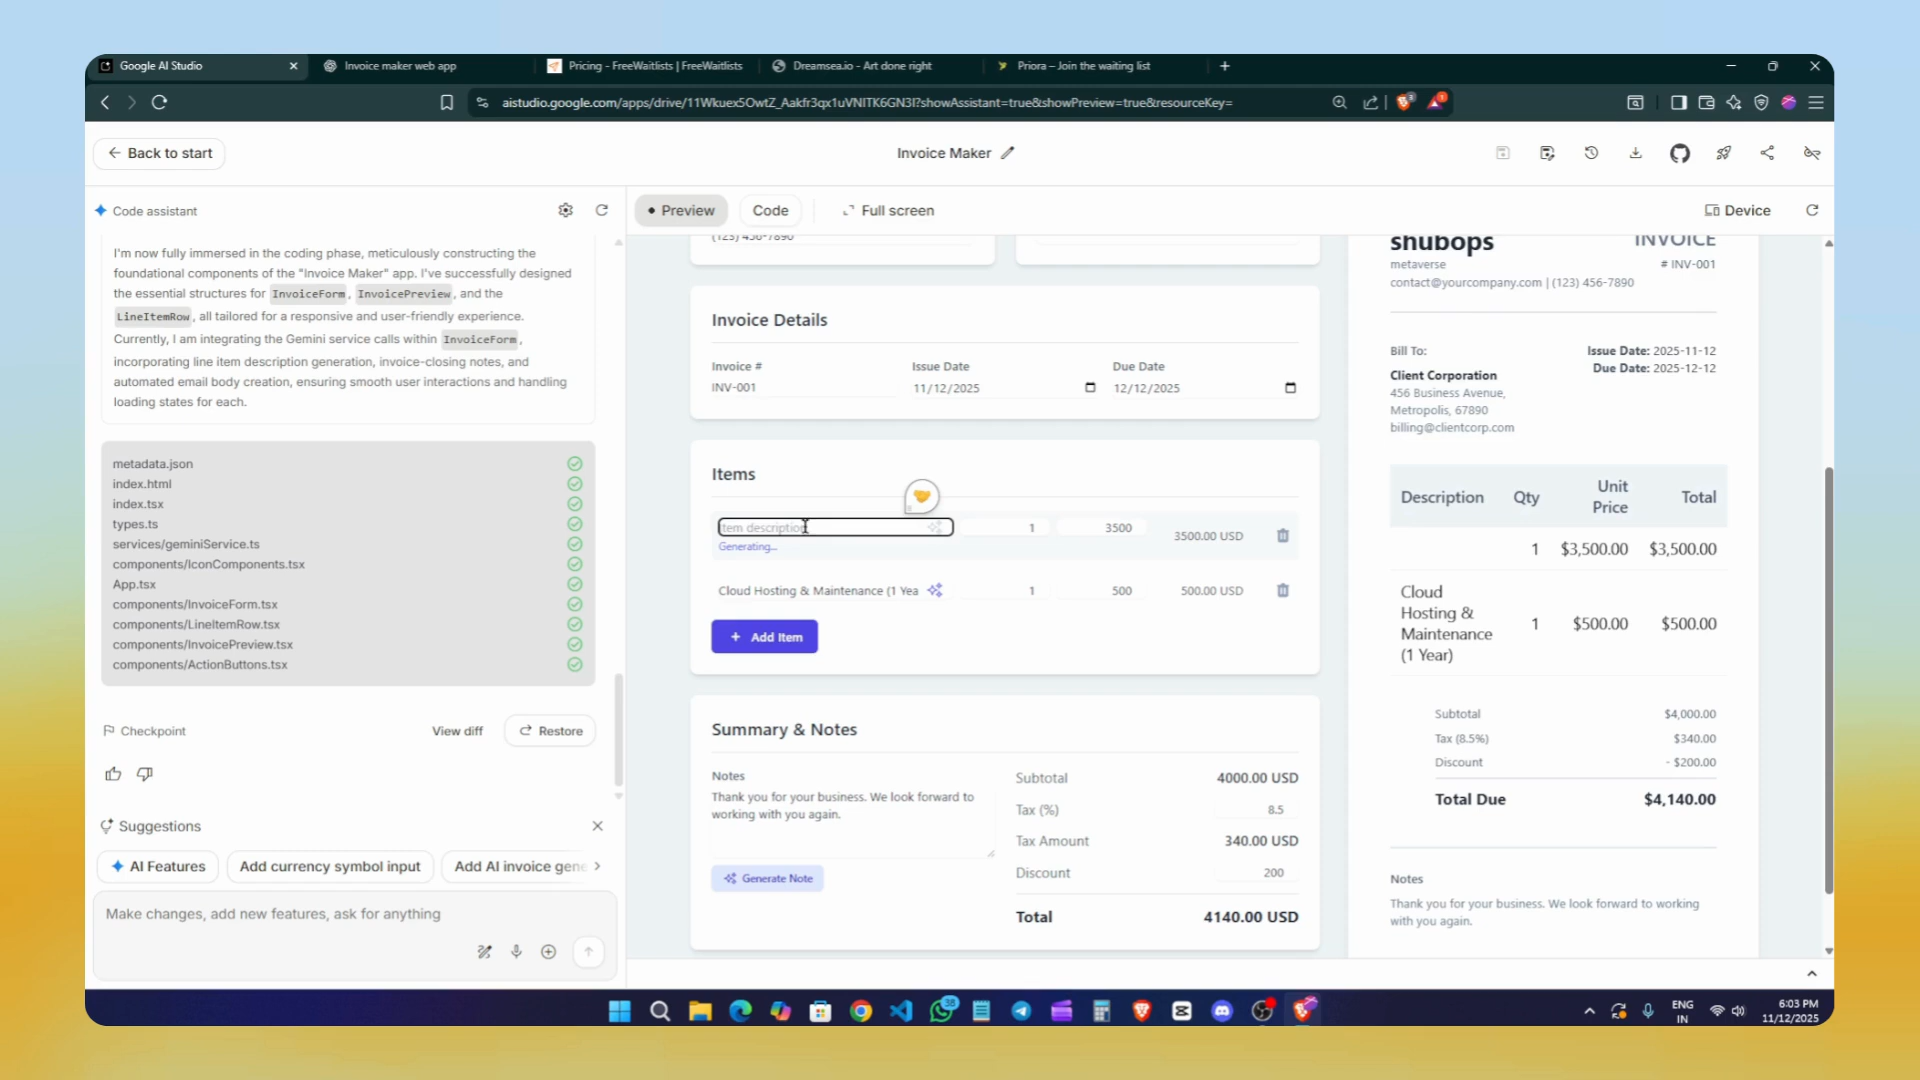 Google AI Studio
Invoice maker web app
Pricing - FreeWaitlists | FreeWaitlists
Dreamsea.io - Art done right
Priora – Join the waiting list
aistudio.google.com/apps/drive/11Wkuex5OwtZ_Aakfr3qx1uVNITK6GN3I?showAssistant=true&showPreview=true&resourceKey=
Back to start
Invoice Maker
Code assistant
Preview
Code
Full screen
Device
I'm now fully immersed in the coding phase, meticulously constructing the
foundational components of the "Invoice Maker" app. I've successfully designed
the essential structures for InvoiceForm, InvoicePreview, and the
LineItemRow, all tailored for a responsive and user-friendly experience.
Currently, I am integrating the Gemini service calls within InvoiceForm,
incorporating line item description generation, invoice-closing notes, and
automated email body creation, ensuring smooth user interactions and handling
loading states for each.
metadata.json
index.html
index.tsx
types.ts
services/geminiService.ts
components/IconComponents.tsx
App.tsx
components/InvoiceForm.tsx
components/LineItemRow.tsx
components/InvoicePreview.tsx
components/ActionButtons.tsx
Checkpoint
View diff
Restore
Suggestions
AI Features
Add currency symbol input
Add AI invoice gene
Make changes, add new features, ask for anything
(123) 456-7890
Invoice Details
Invoice #
Issue Date
Due Date
INV-001
11/12/2025
12/12/2025
Items
Item description
1
3500
3500.00 USD
Generating...
Cloud Hosting & Maintenance (1 Yea
1
500
500.00 USD
+ Add Item
Summary & Notes
Notes
Thank you for your business. We look forward to
working with you again.
Generate Note
Subtotal
4000.00 USD
Tax (%)
8.5
Tax Amount
340.00 USD
Discount
200
Total
4140.00 USD
shubops
INVOICE
metaverse
# INV-001
contact@yourcompany.com | (123) 456-7890
Bill To:
Issue Date: 2025-11-12
Due Date: 2025-12-12
Client Corporation
456 Business Avenue,
Metropolis, 67890
billing@clientcorp.com
Description
Qty
Unit
Price
Total
1
$3,500.00
$3,500.00
Cloud
Hosting &
Maintenance
(1 Year)
1
$500.00
$500.00
Subtotal
$4,000.00
Tax (8.5%)
$340.00
Discount
- $200.00
Total Due
$4,140.00
Notes
Thank you for your business. We look forward to working
with you again.
38
ENG
IN
6:03 PM
11/12/2025